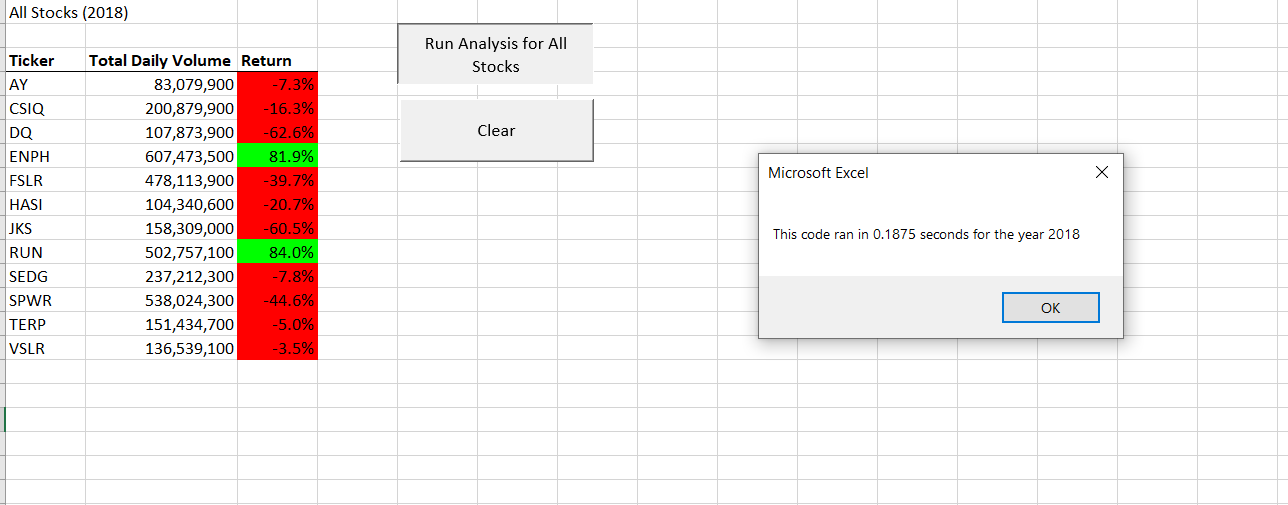 All Stocks (2018)
Run Analysis for All
Stocks
Ticker Total Daily Volume Return
AY 83,079,900 -7.3%
CSIQ 200,879,900 -16.3%
DQ 107,873,900 -62.6%
Clear
ENPH 607,473,500 81.9%
FSLR 478,113,900 -39.7%
HASI 104,340,600 -20.7%
JKS 158,309,000 -60.5%
RUN 502,757,100 84.0%
SEDG 237,212,300 -7.8%
SPWR 538,024,300 -44.6%
TERP 151,434,700 -5.0%
VSLR 136,539,100 -3.5%
Microsoft Excel
This code ran in 0.1875 seconds for the year 2018
OK